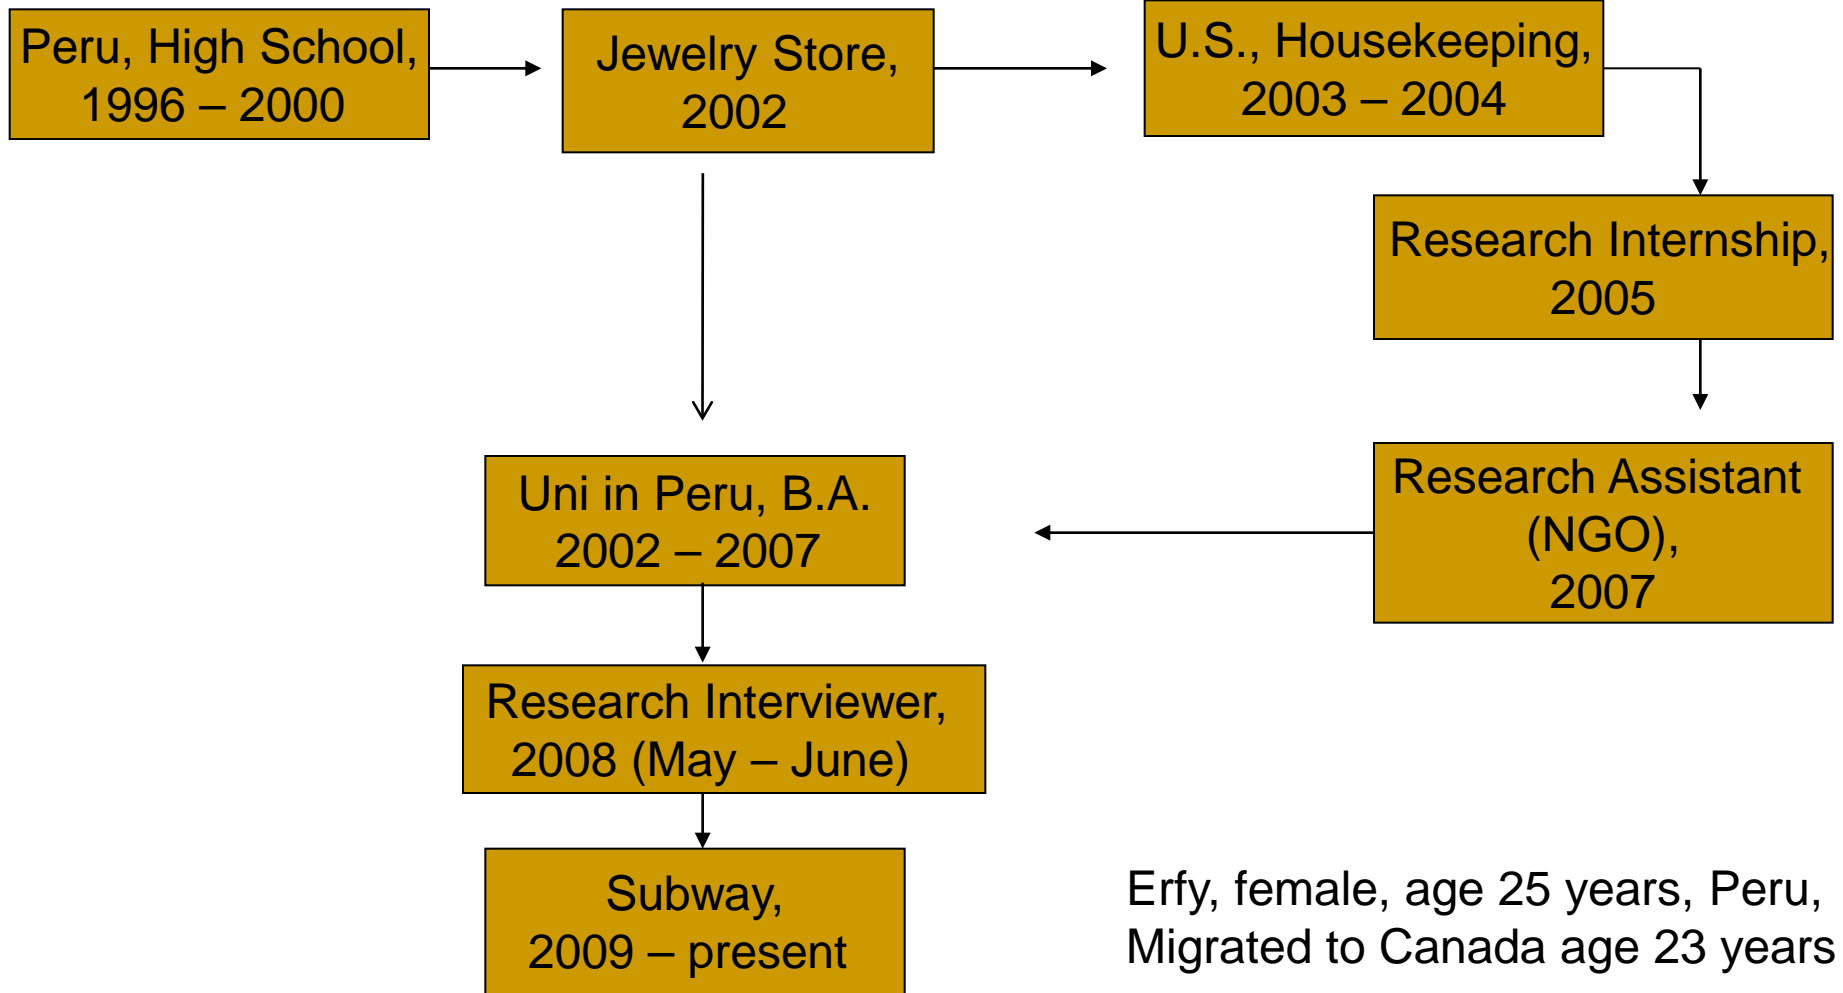 Peru, High School,
1996 – 2000
Jewelry Store,
2002
U.S., Housekeeping,
2003 – 2004
Research Internship,
2005
Research Assistant
(NGO),
2007
Uni in Peru, B.A.
2002 – 2007
Research Interviewer,
2008 (May – June)
Subway,
2009 – present
Erfy, female, age 25 years, Peru,
Migrated to Canada age 23 years